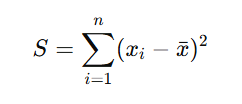 S = \sum_{i=1}^{n} (x_i - \bar{x})^2